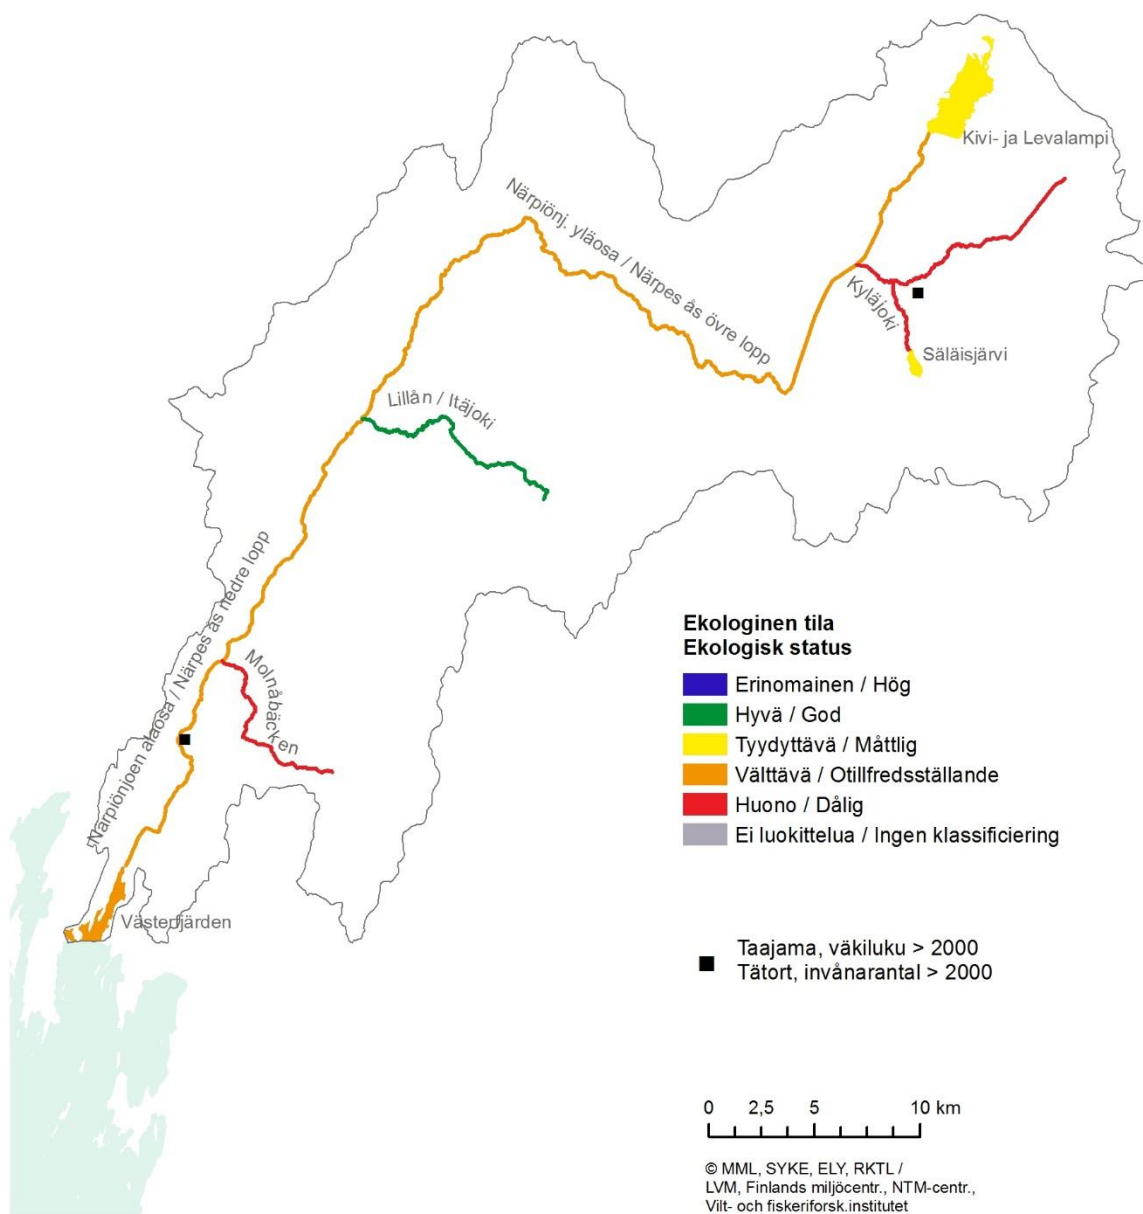 Kivi- ja Levalampi
Närpiönj. yläosa / Närpes ås övre lopp
Kyläjoki
Säläisjärvi
Lillån / Itäjoki
Närpiönjoen alaosa / Närpes ås nedre lopp
Molnåbäcken
Västerfjärden
Ekologinen tila
Ekologisk status
Erinomainen / Hög
Hyvä / God
Tyydyttävä / Måttlig
Välttävä / Otillfredsställande
Huono / Dålig
Ei luokittelua / Ingen klassificiering
Taajama, väkiluku > 2000
Tätort, invånarantal > 2000
0 2,5 5 10 km
© MML, SYKE, ELY, RKTL /
LVM, Finlands miljöcentr., NTM-centr.,
Vilt- och fiskeriforsk.institutet